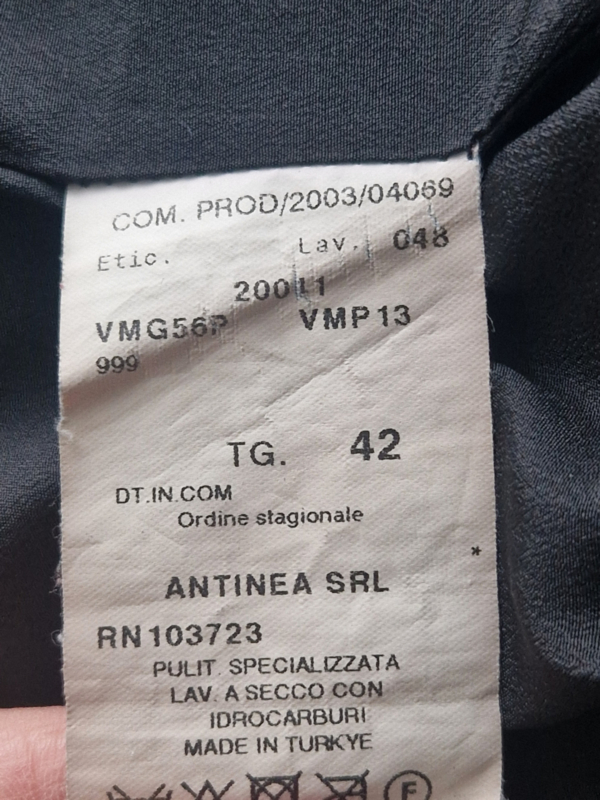 COM. PROD/2003/04069
Etic. Lav. 048
20011
VMG56P VMP13
999
TG. 42
DT.IN.COM
Ordine stagionale
*
ANTINEA SRL
RN103723
PULIT. SPECIALIZZATA
LAV. A SECCO CON
IDROCARBURI
MADE IN TURKYE
F